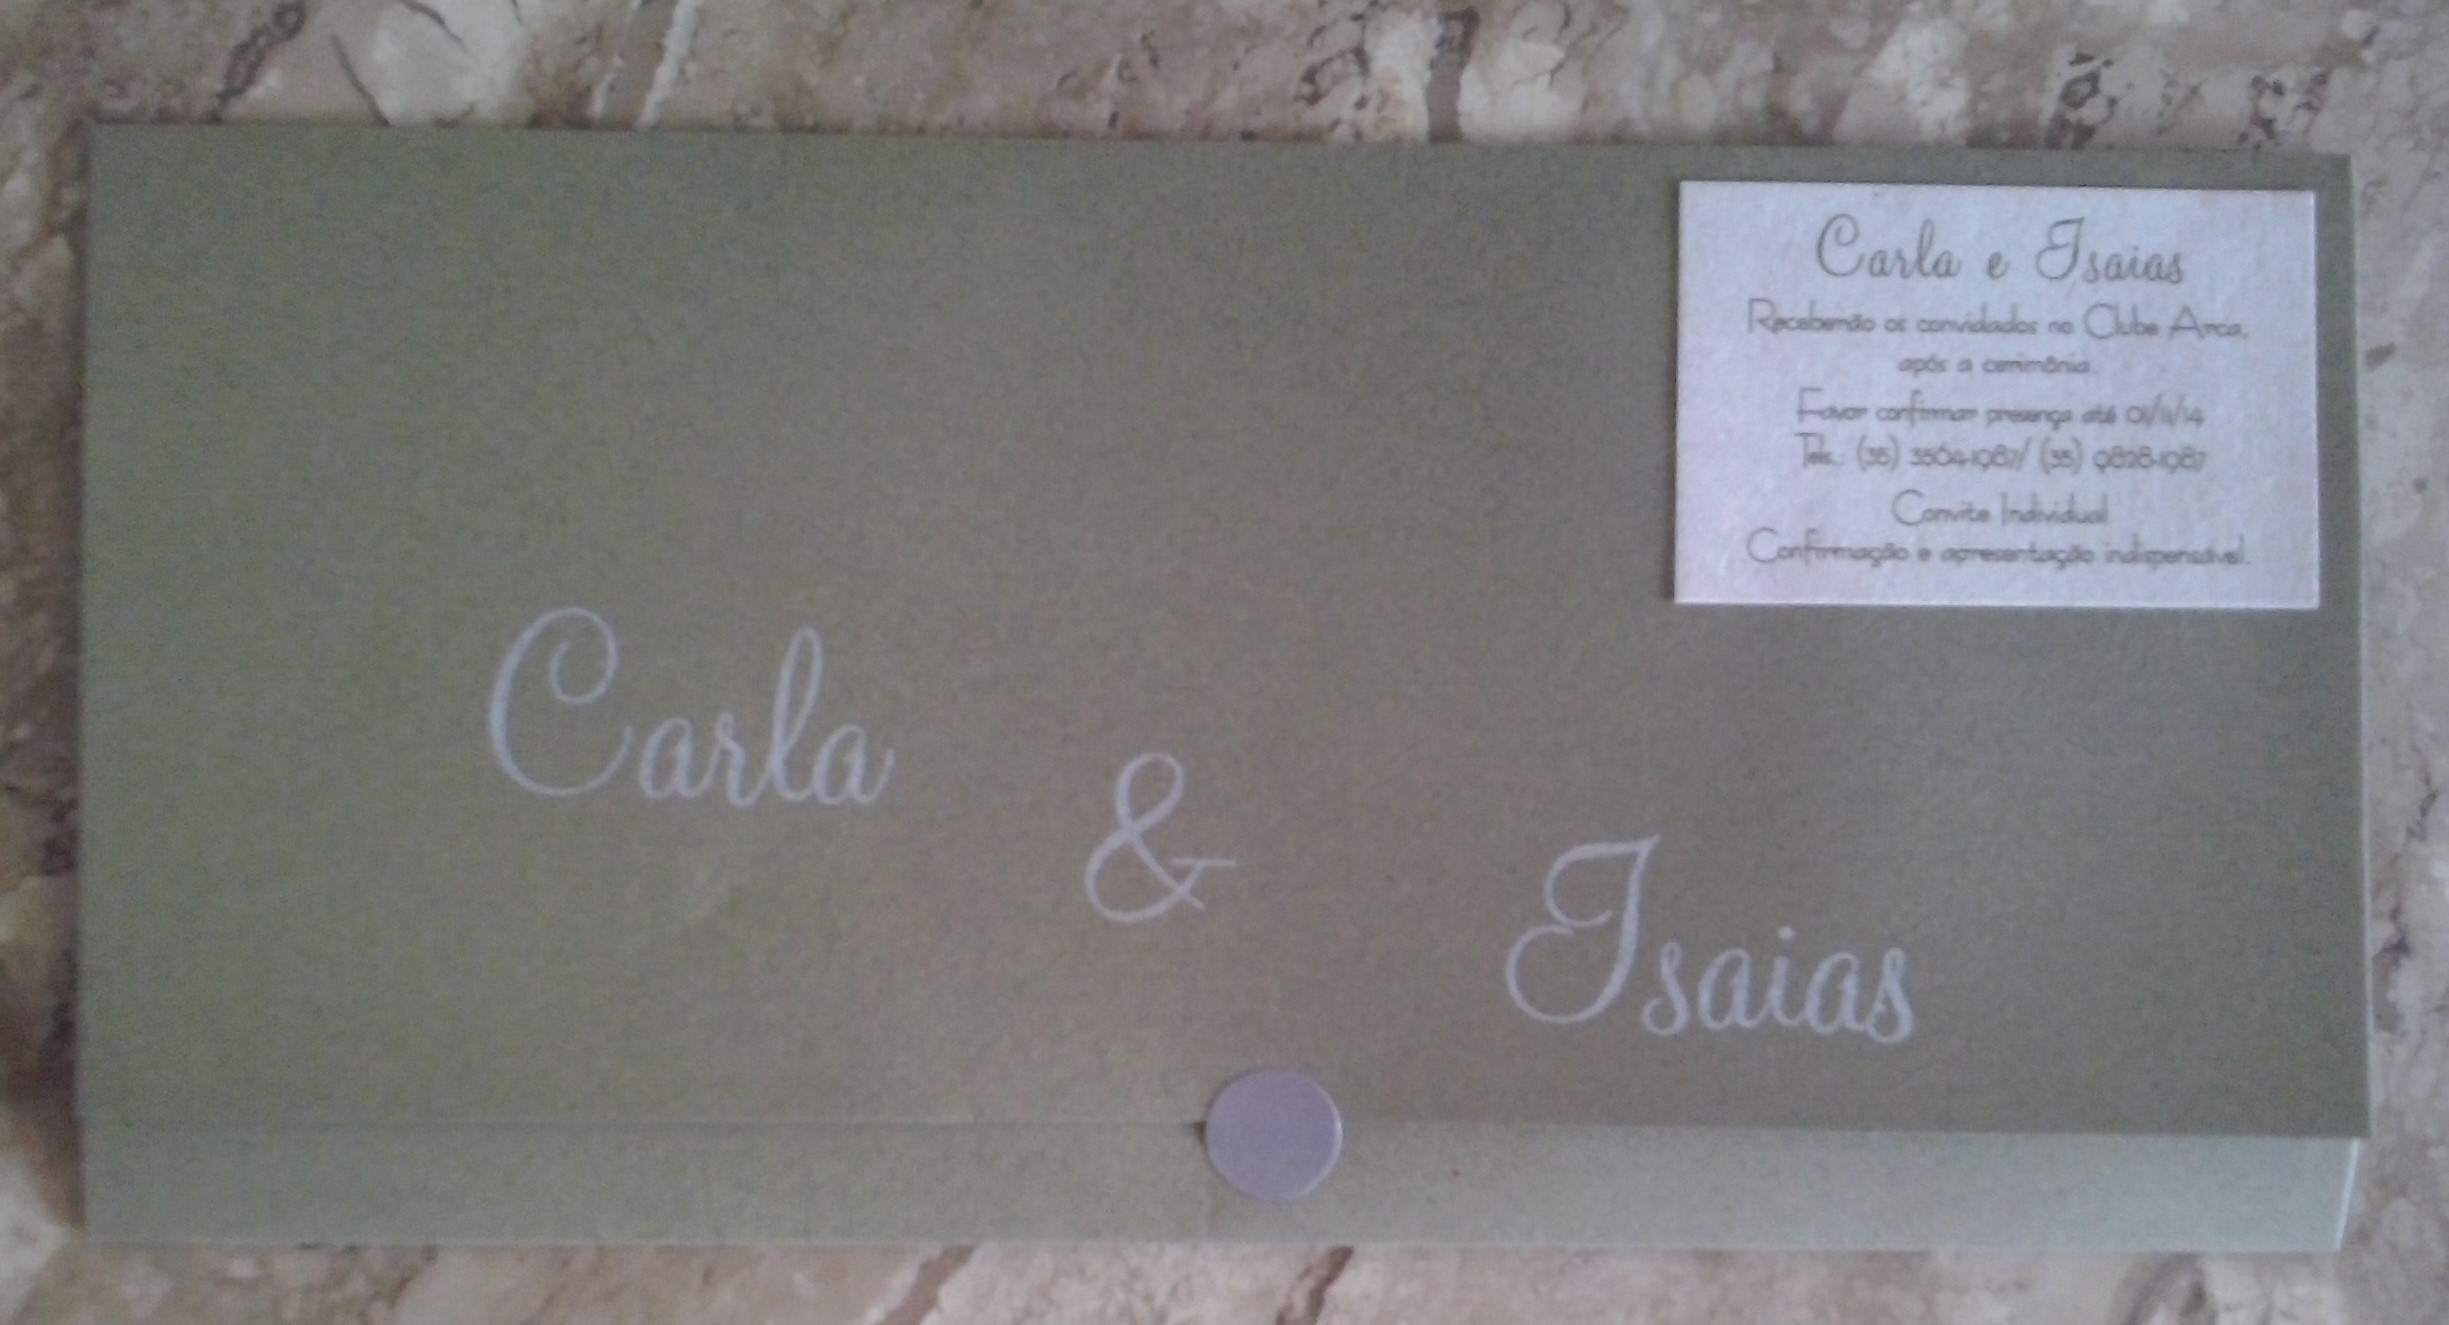 Carla e Isaias
Receberão os convidados no Clube Arca,
após a cerimônia.
Favor confirmar presença até 01/11/14
Tels.: (35) 3564-1987/ (35) 9828-1987
Convite Individual
Confirmação e apresentação indispensável.
Carla
&
Isaias